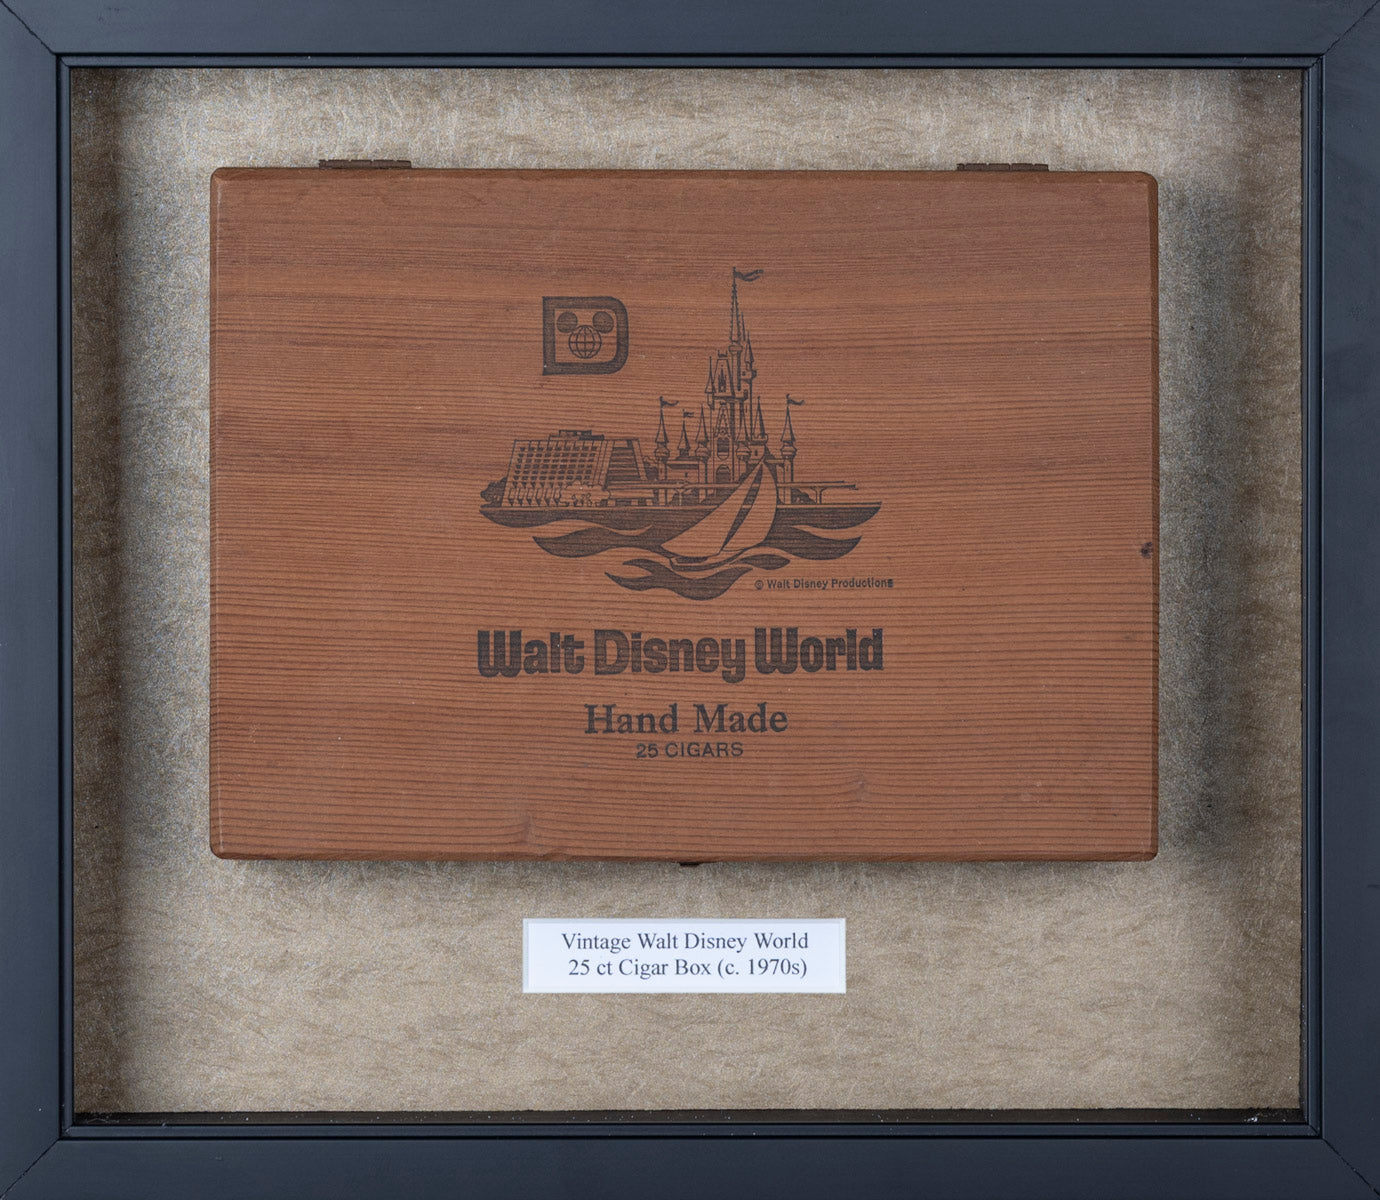 D
© Walt Disney Productions
Walt Disney World
Hand Made
25 CIGARS
Vintage Walt Disney World
25 ct Cigar Box (c. 1970s)